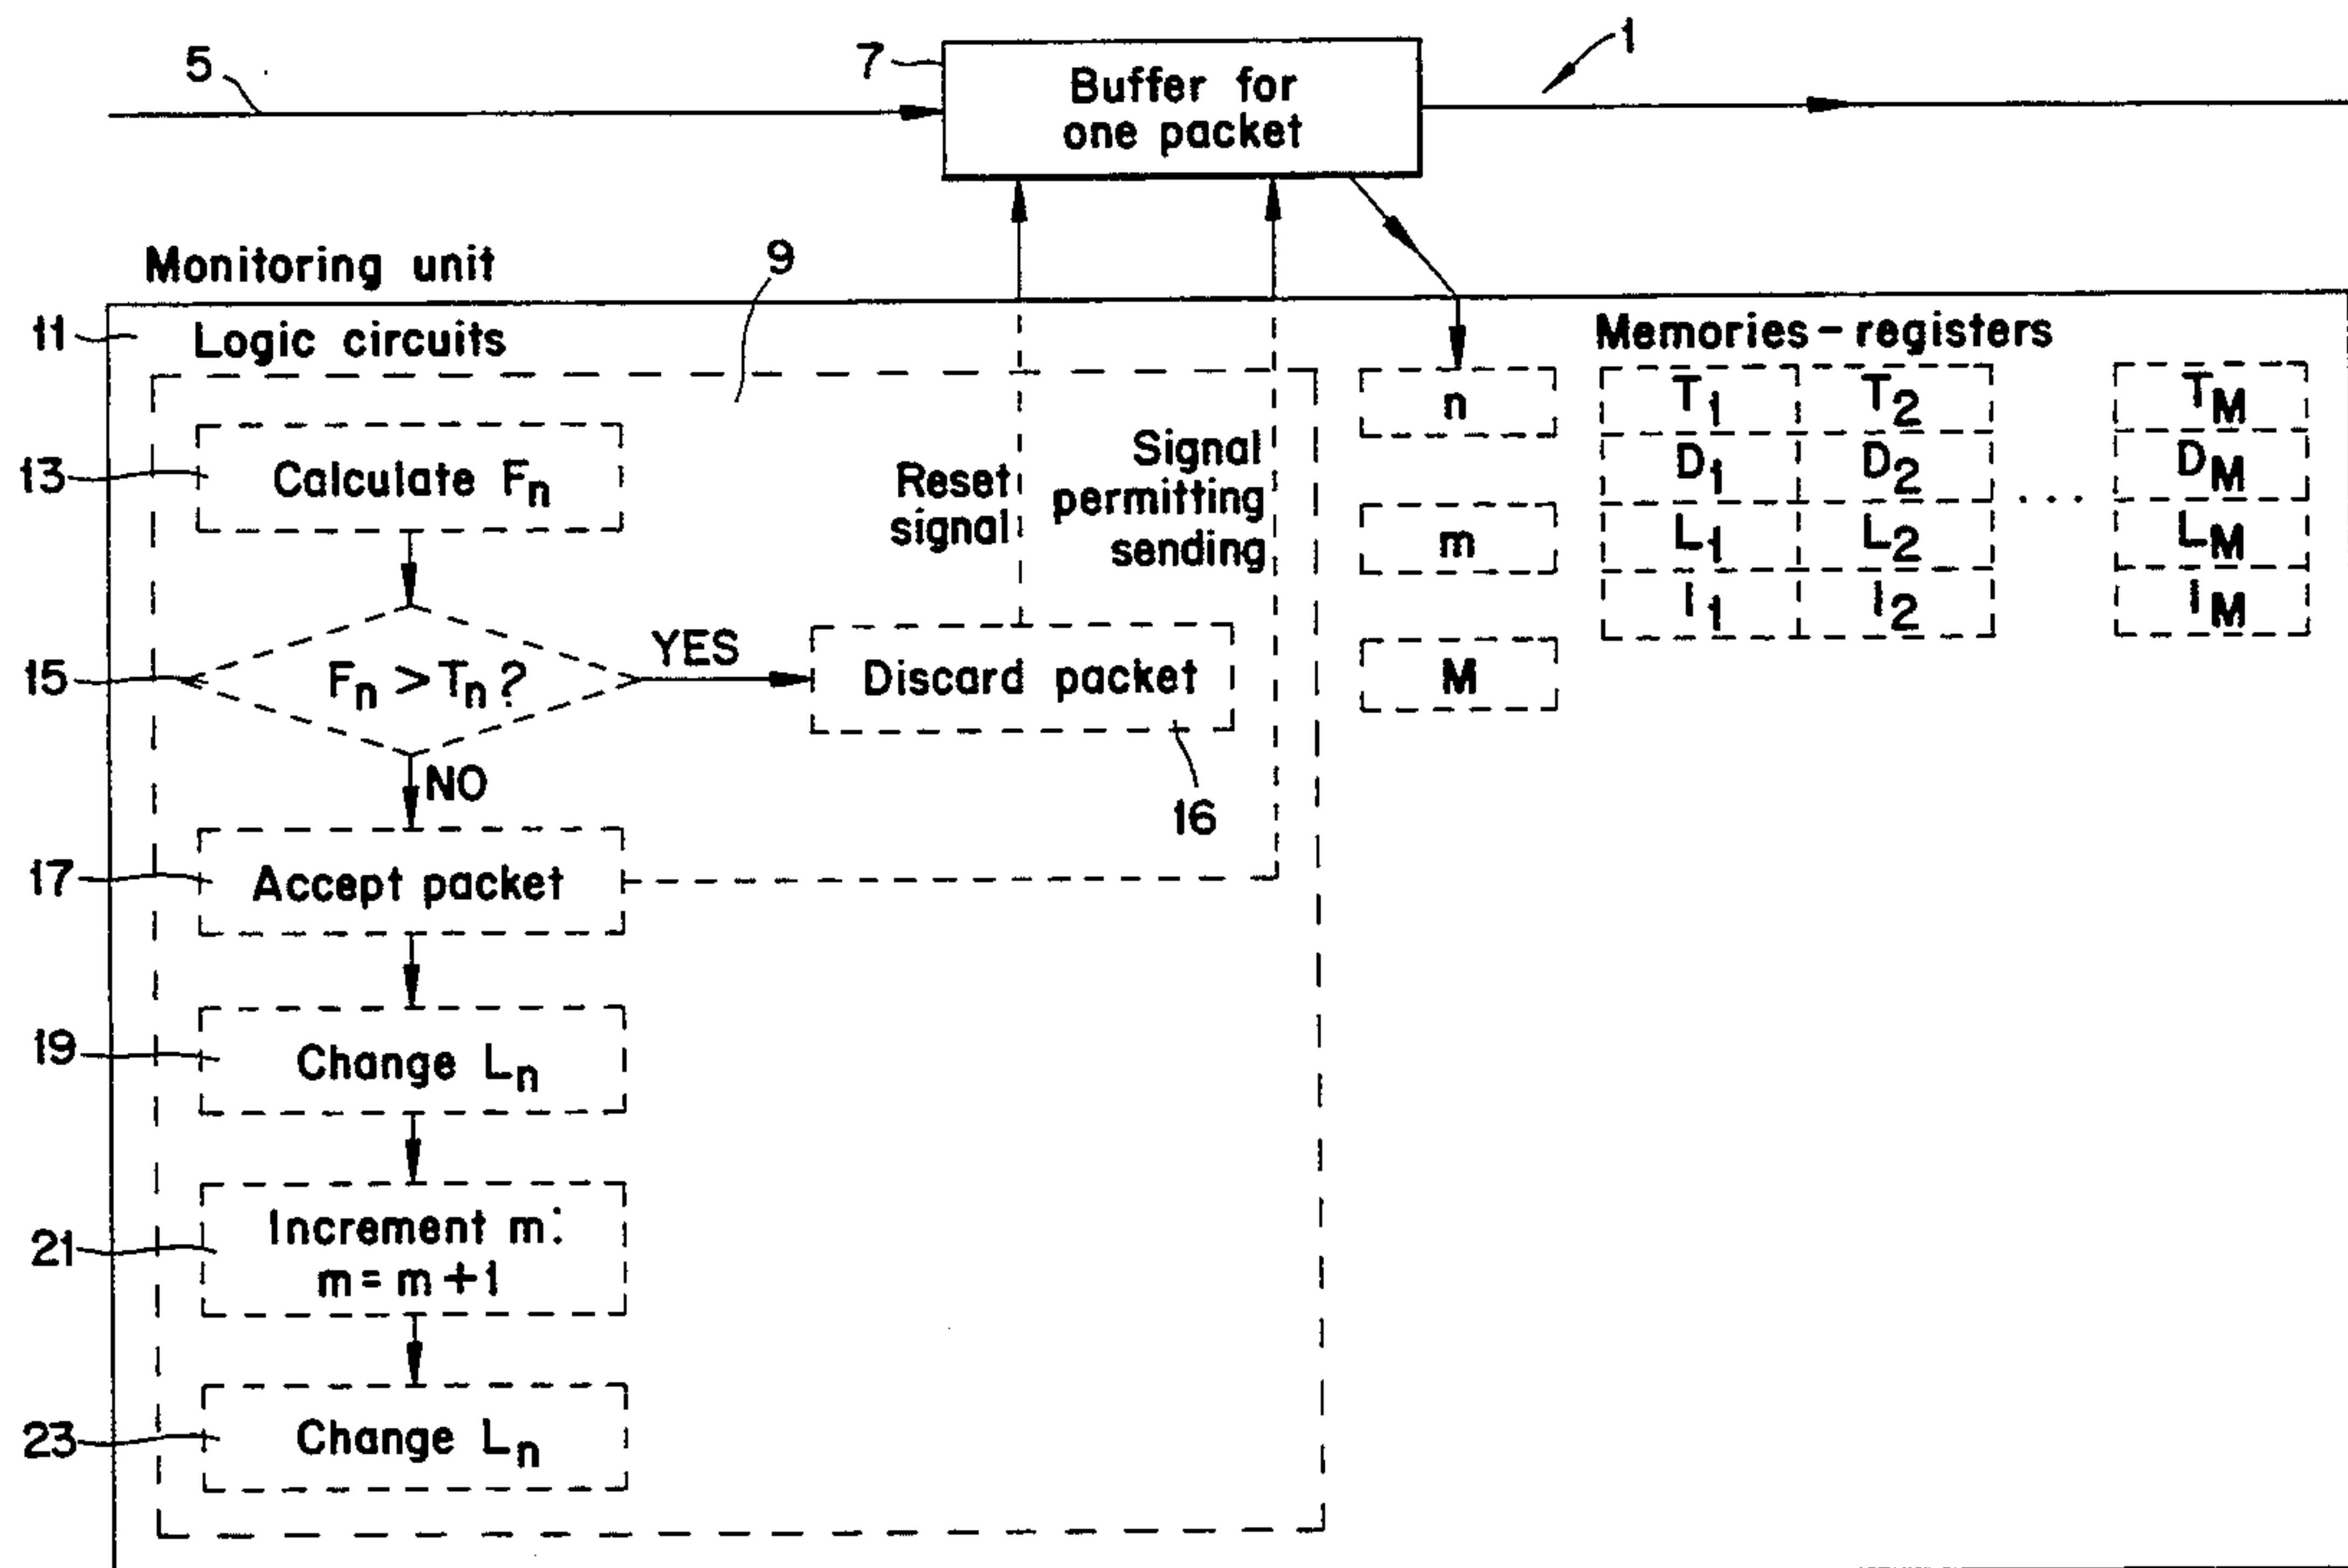 5
7
Buffer for
one packet
1
Monitoring unit
9
11
Logic circuits
Memories-registers
13
Calculate Fn
Reset
signal
Signal
permitting
sending
n
m
M
T1 T2 TM
D1 D2 ... DM
L1 L2 LM
I1 I2 IM
15
Fn > Tn ?
YES
Discard packet
16
NO
17
Accept packet
19
Change Ln
21
Increment m:
m = m + 1
23
Change Ln